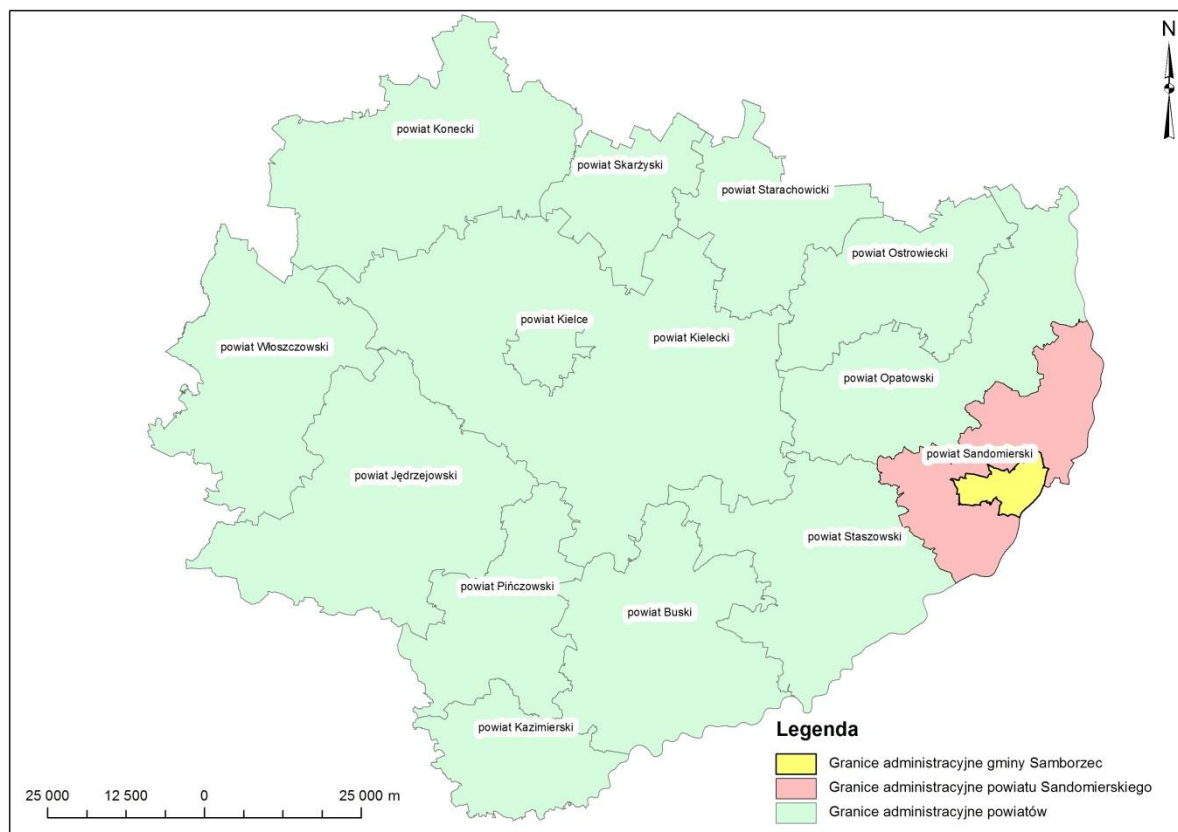 N
powiat Konecki
powiat Skarżyski
powiat Starachowicki
powiat Ostrowiecki
powiat Kielce
powiat Kielecki
powiat Włoszczowski
powiat Opatowski
powiat Sandomierski
powiat Jędrzejowski
powiat Staszowski
powiat Pińczowski
powiat Buski
powiat Kazimierski
Legenda
Granice administracyjne gminy Samborzec
Granice administracyjne powiatu Sandomierskiego
Granice administracyjne powiatów
25 000 12 500 0 25 000 m